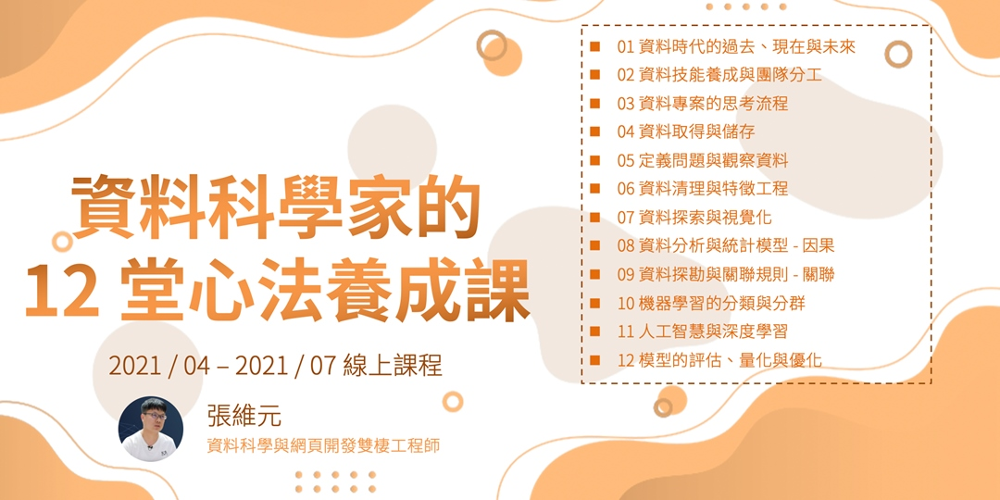 資料科學家的
12 堂心法養成課
2021 / 04 – 2021 / 07 線上課程
張維元
資料科學與網頁開發雙棲工程師
01 資料時代的過去、現在與未來
02 資料技能養成與團隊分工
03 資料專案的思考流程
04 資料取得與儲存
05 定義問題與觀察資料
06 資料清理與特徵工程
07 資料探索與視覺化
08 資料分析與統計模型 - 因果
09 資料探勘與關聯規則 - 關聯
10 機器學習的分類與分群
11 人工智慧與深度學習
12 模型的評估、量化與優化